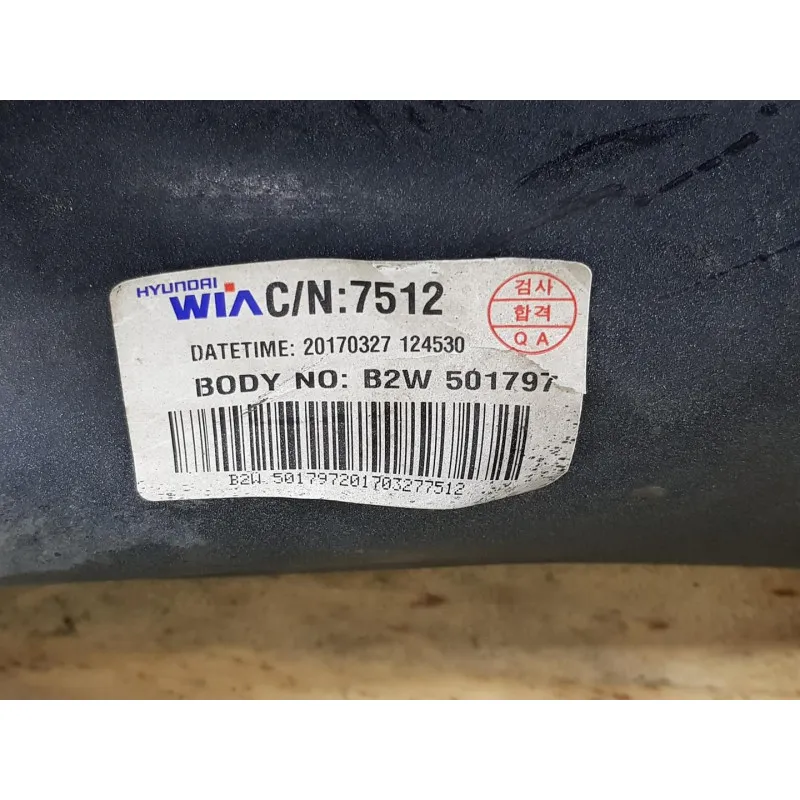 HYUNDAI
WIA C/N:7512
검사
합격
QA
DATETIME: 20170327 124530
BODY NO: B2W 501797
B2W 501797201703277512